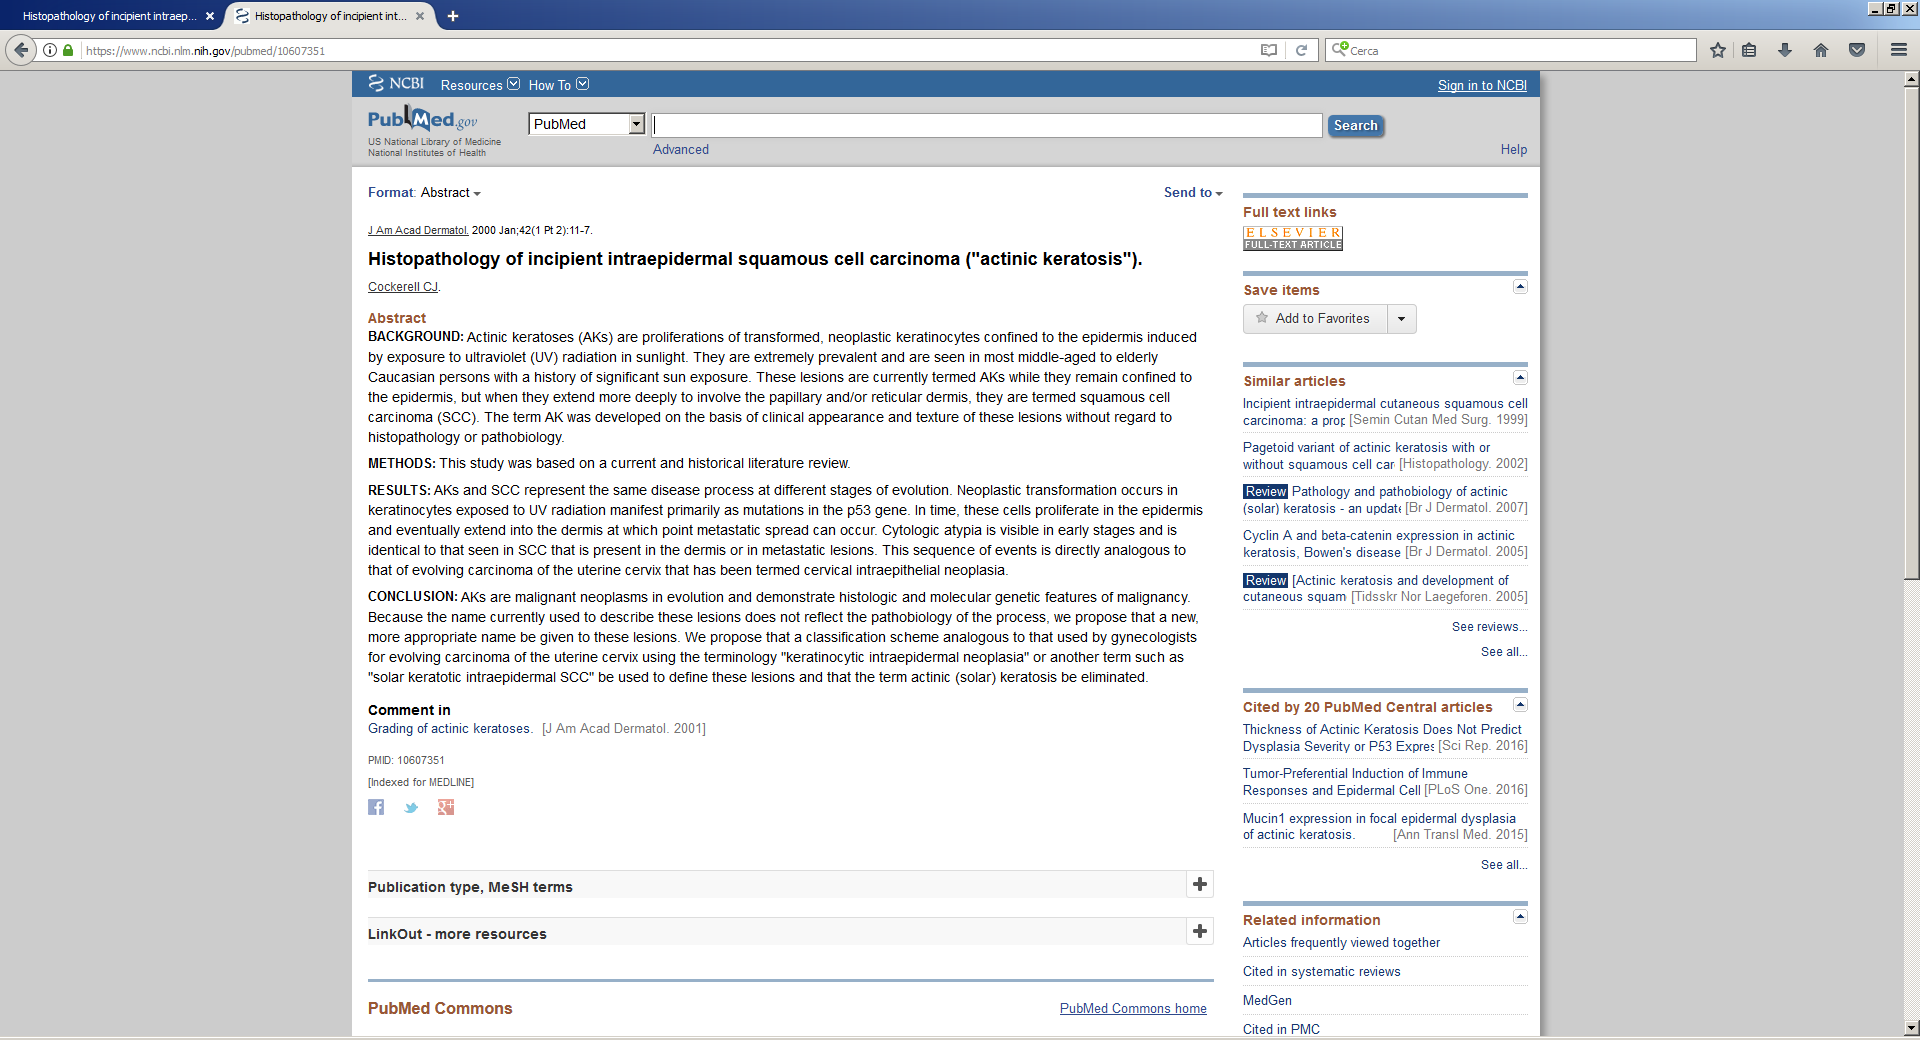 Histopathology of incipient intraep...
Histopathology of incipient int...
https://www.ncbi.nlm.nih.gov/pubmed/10607351
Cerca
NCBI Resources How To
Sign in to NCBI
PubMed.gov
US National Library of Medicine
National Institutes of Health
PubMed
Search
Advanced
Help
Format: Abstract
Send to
J Am Acad Dermatol. 2000 Jan;42(1 Pt 2):11-7.
Histopathology of incipient intraepidermal squamous cell carcinoma ("actinic keratosis").
Cockerell CJ.
Abstract
BACKGROUND: Actinic keratoses (AKs) are proliferations of transformed, neoplastic keratinocytes confined to the epidermis induced
by exposure to ultraviolet (UV) radiation in sunlight. They are extremely prevalent and are seen in most middle-aged to elderly
Caucasian persons with a history of significant sun exposure. These lesions are currently termed AKs while they remain confined to
the epidermis, but when they extend more deeply to involve the papillary and/or reticular dermis, they are termed squamous cell
carcinoma (SCC). The term AK was developed on the basis of clinical appearance and texture of these lesions without regard to
histopathology or pathobiology.
METHODS: This study was based on a current and historical literature review.
RESULTS: AKs and SCC represent the same disease process at different stages of evolution. Neoplastic transformation occurs in
keratinocytes exposed to UV radiation manifest primarily as mutations in the p53 gene. In time, these cells proliferate in the epidermis
and eventually extend into the dermis at which point metastatic spread can occur. Cytologic atypia is visible in early stages and is
identical to that seen in SCC that is present in the dermis or in metastatic lesions. This sequence of events is directly analogous to
that of evolving carcinoma of the uterine cervix that has been termed cervical intraepithelial neoplasia.
CONCLUSION: AKs are malignant neoplasms in evolution and demonstrate histologic and molecular genetic features of malignancy.
Because the name currently used to describe these lesions does not reflect the pathobiology of the process, we propose that a new,
more appropriate name be given to these lesions. We propose that a classification scheme analogous to that used by gynecologists
for evolving carcinoma of the uterine cervix using the terminology "keratinocytic intraepidermal neoplasia" or another term such as
"solar keratotic intraepidermal SCC" be used to define these lesions and that the term actinic (solar) keratosis be eliminated.
Comment in
Grading of actinic keratoses. [J Am Acad Dermatol. 2001]
PMID: 10607351
[Indexed for MEDLINE]
Publication type, MeSH terms
LinkOut - more resources
PubMed Commons
PubMed Commons home
Full text links
ELSEVIER
FULL-TEXT ARTICLE
Save items
Add to Favorites
Similar articles
Incipient intraepidermal cutaneous squamous cell
carcinoma: a prop [Semin Cutan Med Surg. 1999]
Pagetoid variant of actinic keratosis with or
without squamous cell car [Histopathology. 2002]
Review Pathology and pathobiology of actinic
(solar) keratosis - an update [Br J Dermatol. 2007]
Cyclin A and beta-catenin expression in actinic
keratosis, Bowen's disease [Br J Dermatol. 2005]
Review [Actinic keratosis and development of
cutaneous squam [Tidsskr Nor Laegeforen. 2005]
See reviews...
See all...
Cited by 20 PubMed Central articles
Thickness of Actinic Keratosis Does Not Predict
Dysplasia Severity or P53 Expres [Sci Rep. 2016]
Tumor-Preferential Induction of Immune
Responses and Epidermal Cell [PLoS One. 2016]
Mucin1 expression in focal epidermal dysplasia
of actinic keratosis. [Ann Transl Med. 2015]
See all...
Related information
Articles frequently viewed together
Cited in systematic reviews
MedGen
Cited in PMC